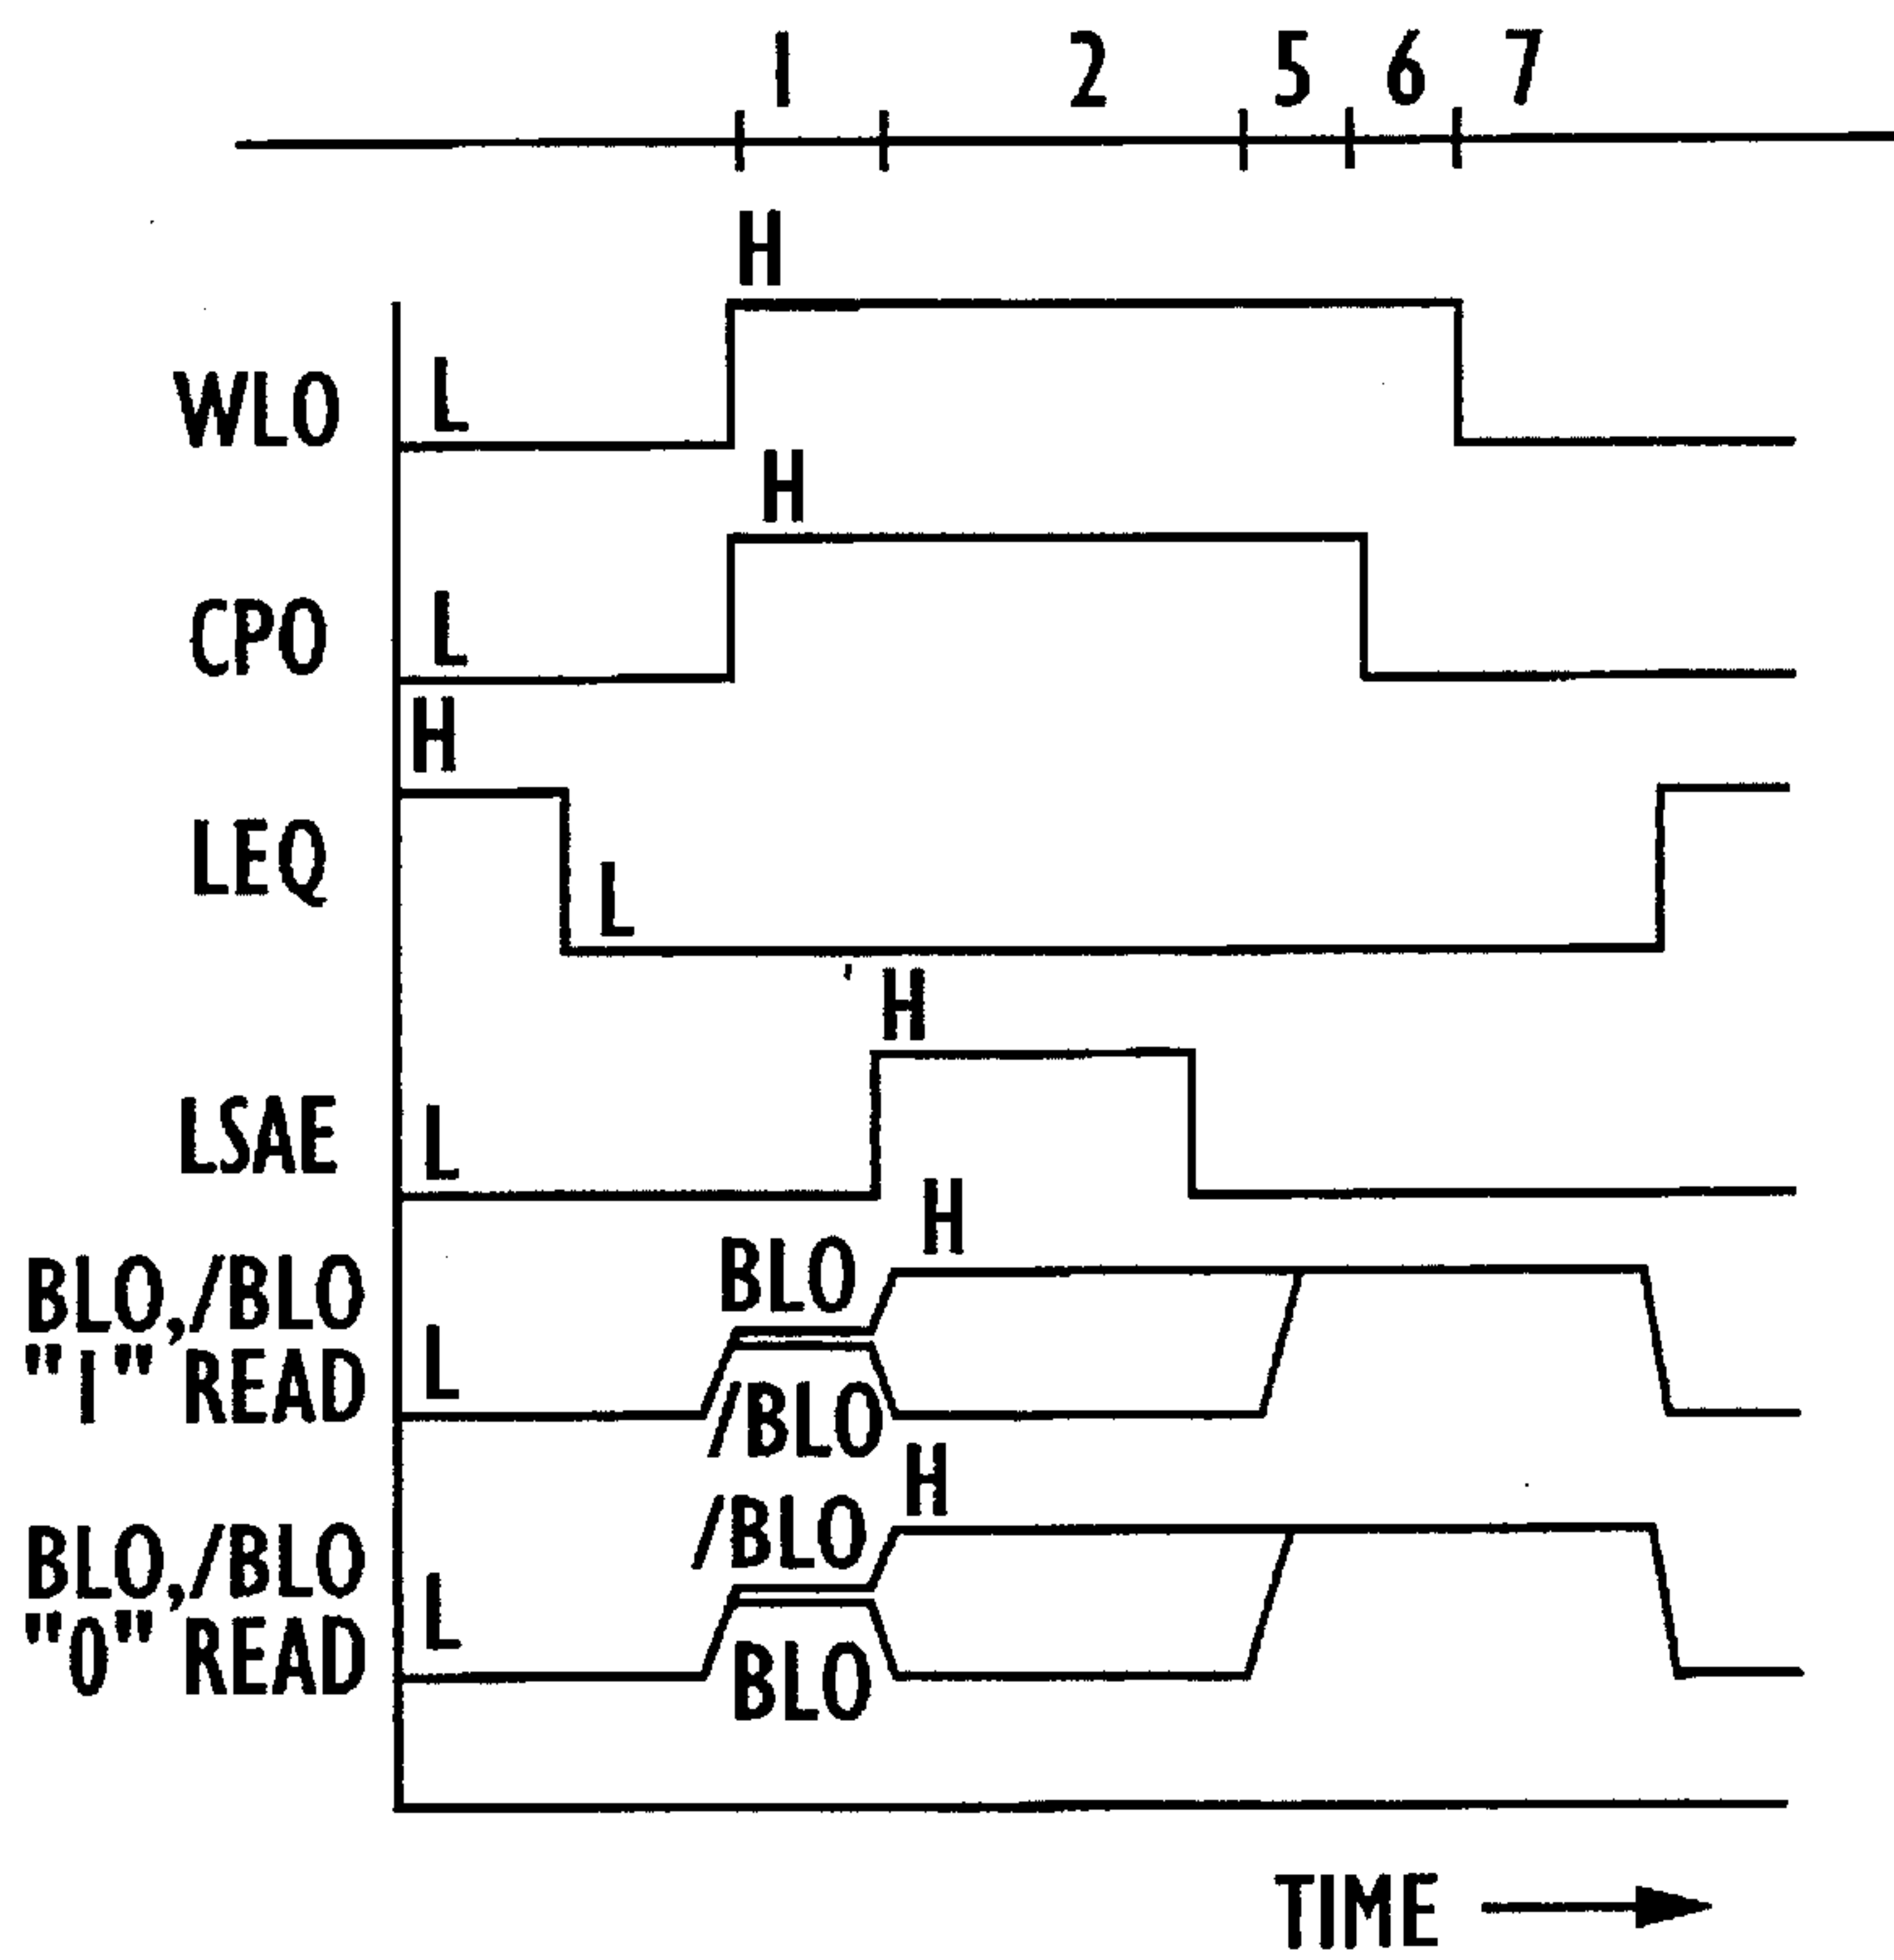 1 2 5 6 7
H
WLO L
H
CPO L
H
LEQ
L
H
LSAE L
H
BLO
BLO,/BLO L
"1" READ
/BLO
H
/BLO
BLO,/BLO L
"0" READ
BLO
TIME